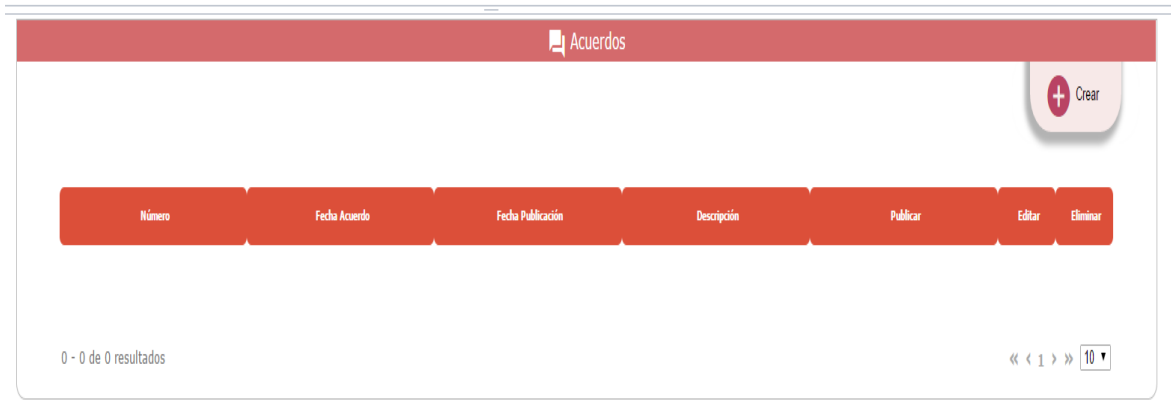 Acuerdos
Crear
Número Fecha Acuerdo Fecha Publicación Descripción Publicar Editar Eliminar
0 - 0 de 0 resultados « ‹ 1 › » 10